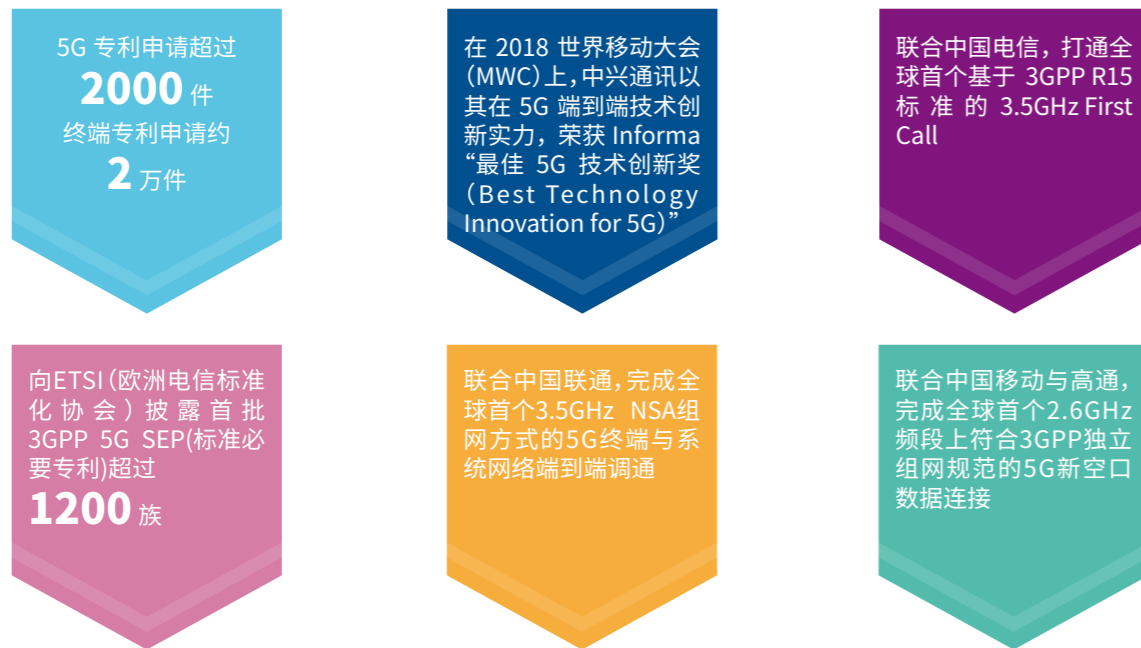 5G 专利申请超过
2000 件
终端专利申请约
2 万件
在 2018 世界移动大会
（MWC）上，中兴通讯以
其在 5G 端到端技术创
新实力，荣获 Informa
“最佳 5G 技术创新奖
（Best Technology
Innovation for 5G）”
联合中国电信，打通全
球首个基于 3GPP R15
标准的 3.5GHz First
Call
向ETSI（欧洲电信标准
化协会）披露首批
3GPP 5G SEP(标准必
要专利)超过
1200 族
联合中国联通，完成全
球首个3.5GHz NSA组
网方式的5G终端与系
统网络端到端调通
联合中国移动与高通，
完成全球首个2.6GHz
频段上符合3GPP独立
组网规范的5G新空口
数据连接